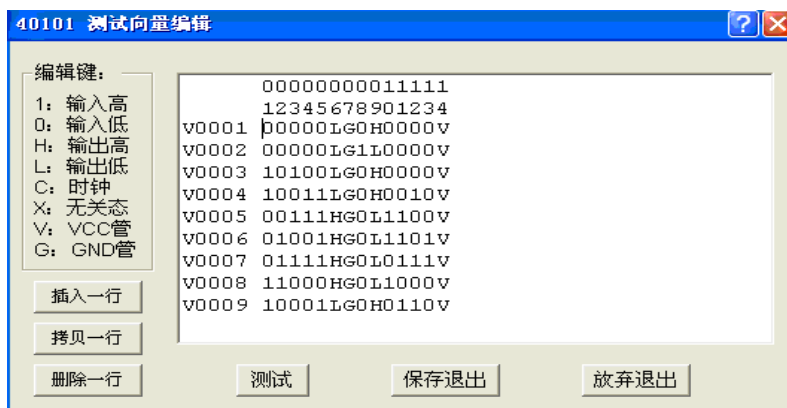 40101 测试向量编辑
编辑键：
1：输入高
0：输入低
H：输出高
L：输出低
C：时钟
X：无关态
V：VCC管
G：GND管
插入一行
拷贝一行
删除一行
00000000011111
12345678901234
V0001 00000LG0H0000V
V0002 00000LG1L0000V
V0003 10100LG0H0000V
V0004 10011LG0H0010V
V0005 00111HG0L1100V
V0006 01001HG0L1101V
V0007 01111HG0L0111V
V0008 11000HG0L1000V
V0009 10001LG0H0110V
测试
保存退出
放弃退出